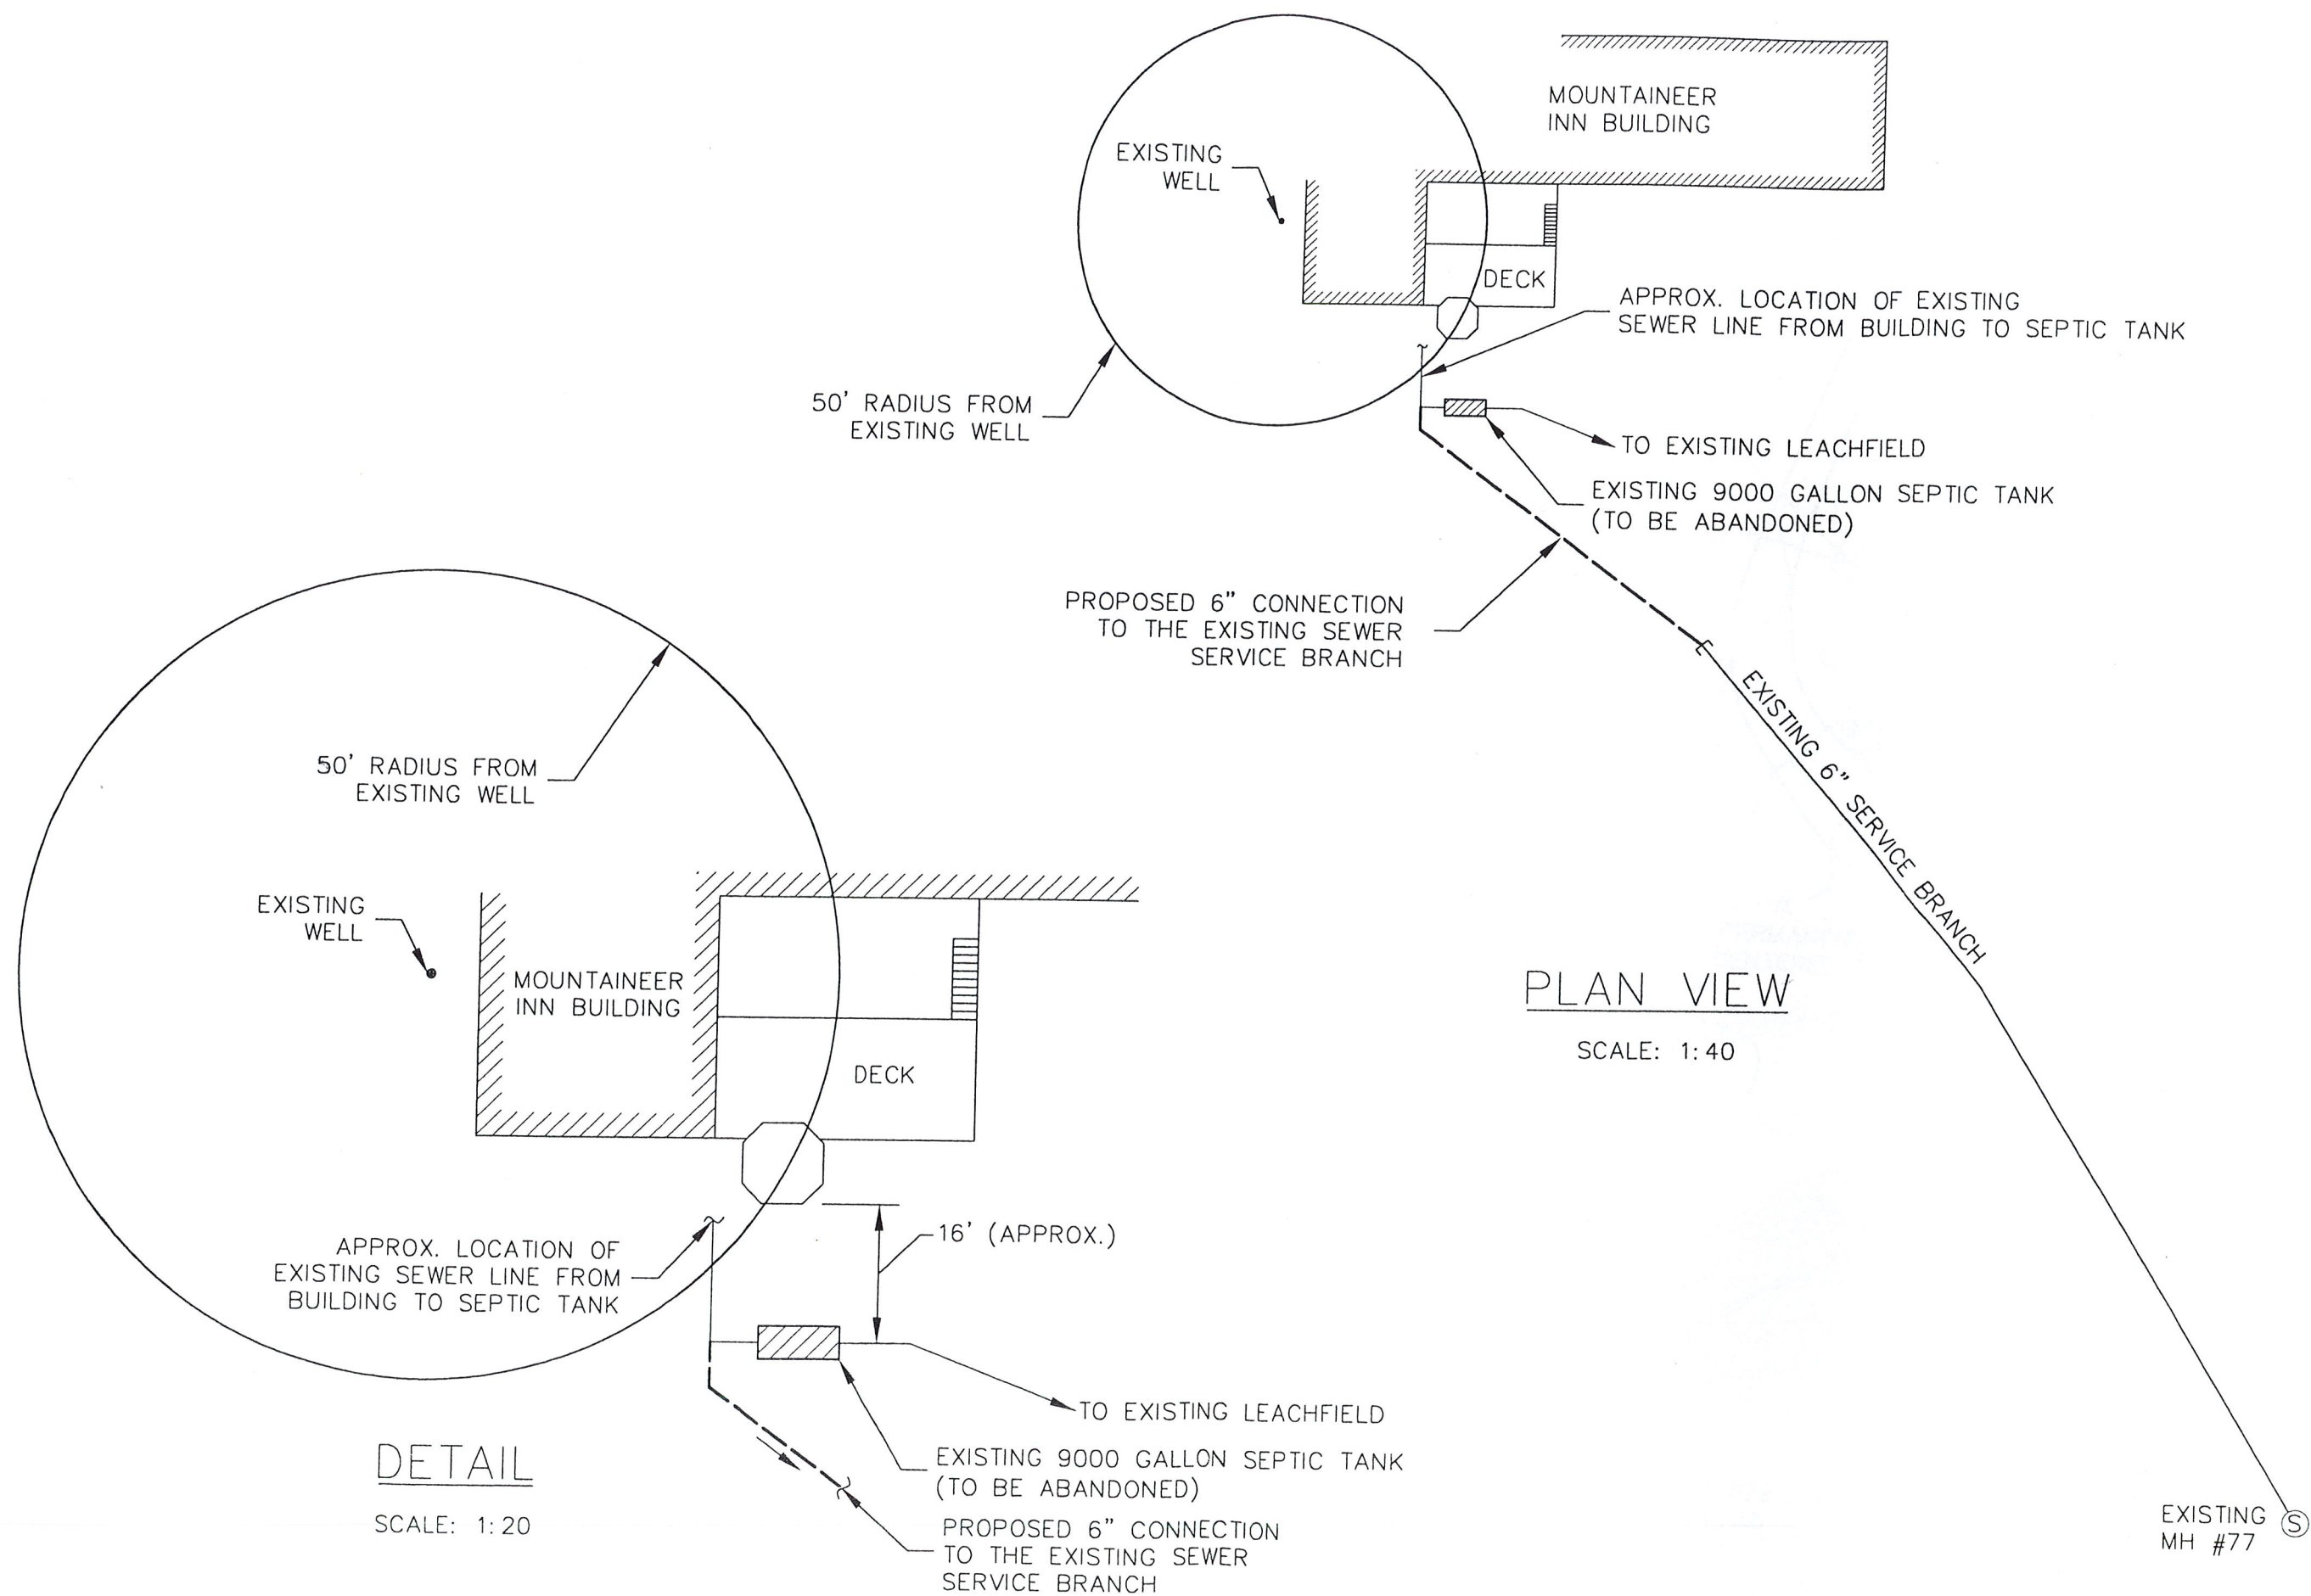 MOUNTAINEER
INN BUILDING
EXISTING
WELL
DECK
APPROX. LOCATION OF EXISTING
SEWER LINE FROM BUILDING TO SEPTIC TANK
50' RADIUS FROM
EXISTING WELL
TO EXISTING LEACHFIELD
EXISTING 9000 GALLON SEPTIC TANK
(TO BE ABANDONED)
PROPOSED 6" CONNECTION
TO THE EXISTING SEWER
SERVICE BRANCH
EXISTING 6" SERVICE BRANCH
PLAN VIEW
SCALE: 1:40
EXISTING
MH #77
S
50' RADIUS FROM
EXISTING WELL
EXISTING
WELL
MOUNTAINEER
INN BUILDING
DECK
APPROX. LOCATION OF
EXISTING SEWER LINE FROM
BUILDING TO SEPTIC TANK
16' (APPROX.)
TO EXISTING LEACHFIELD
EXISTING 9000 GALLON SEPTIC TANK
(TO BE ABANDONED)
PROPOSED 6" CONNECTION
TO THE EXISTING SEWER
SERVICE BRANCH
DETAIL
SCALE: 1:20